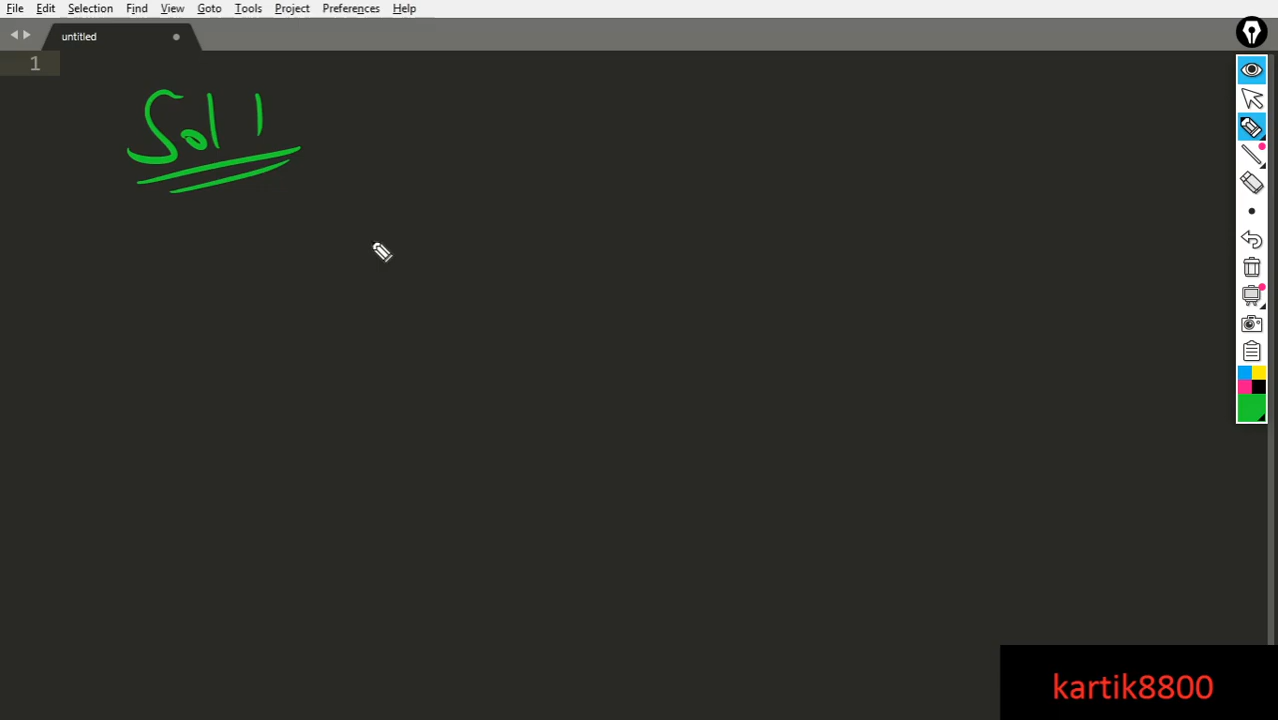 File Edit Selection Find View Goto Tools Project Preferences Help
untitled
1
Sol 1
kartik8800